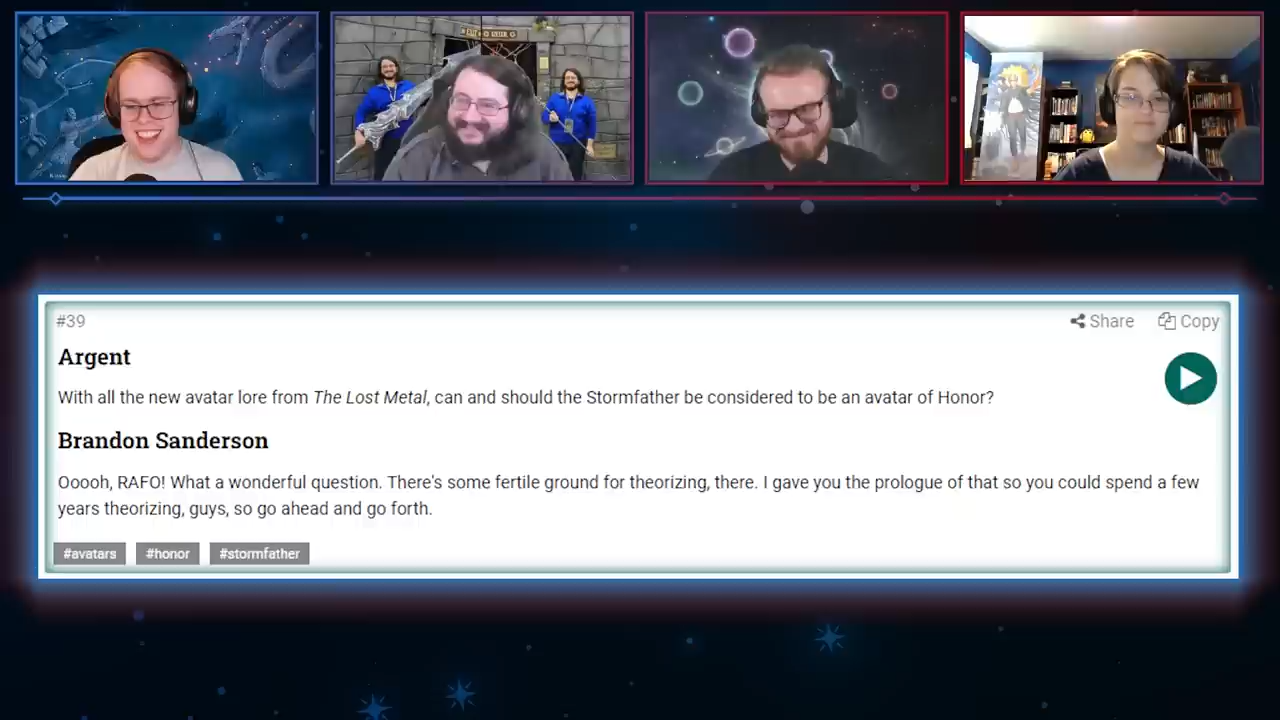 #39
Share
Copy
Argent
With all the new avatar lore from The Lost Metal, can and should the Stormfather be considered to be an avatar of Honor?
Brandon Sanderson
Ooooh, RAFO! What a wonderful question. There's some fertile ground for theorizing, there. I gave you the prologue of that so you could spend a few
years theorizing, guys, so go ahead and go forth.
#avatars
#honor
#stormfather